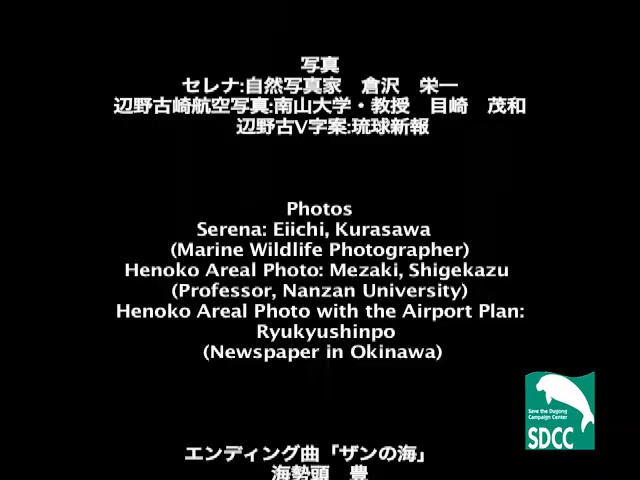 写真
セレナ:自然写真家　倉沢　栄一
辺野古崎航空写真:南山大学・教授　目崎　茂和
辺野古V字案:琉球新報
Photos
Serena: Eiichi, Kurasawa
(Marine Wildlife Photographer)
Henoko Areal Photo: Mezaki, Shigekazu
(Professor, Nanzan University)
Henoko Areal Photo with the Airport Plan:
Ryukyushinpo
(Newspaper in Okinawa)
Save the Dugong
Campaign Center
SDCC
エンディング曲「ザンの海」
海勢頭　豊